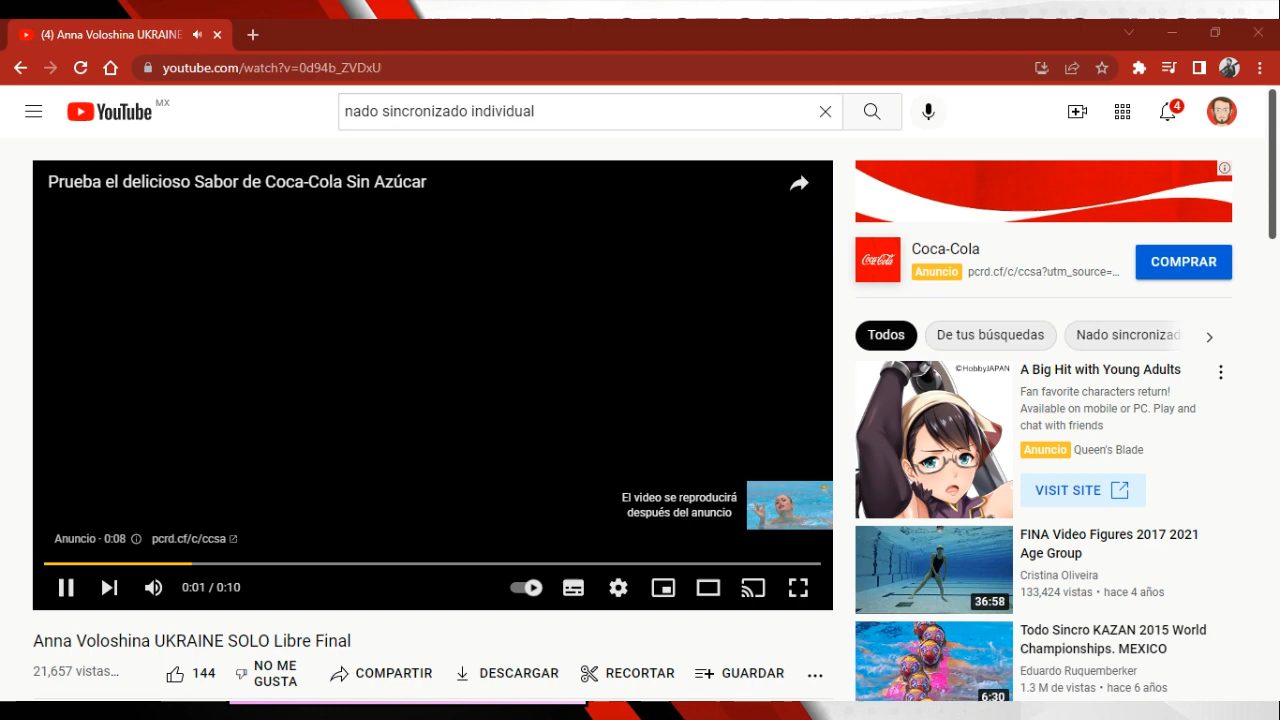 (4) Anna Voloshina UKRAINE
youtube.com/watch?v=0d94b_ZVDxU
YouTube MX
nado sincronizado individual
4
Prueba el delicioso Sabor de Coca-Cola Sin Azúcar
El video se reproducirá
después del anuncio
Anuncio · 0:08 pcrd.cf/c/ccsa
0:01 / 0:10
Anna Voloshina UKRAINE SOLO Libre Final
21,657 vistas...
144
NO ME
GUSTA
COMPARTIR
DESCARGAR
RECORTAR
GUARDAR
Coca-Cola
Coca-Cola
Anuncio pcrd.cf/c/ccsa?utm_source=...
COMPRAR
Todos
De tus búsquedas
Nado sincronizad
©HobbyJAPAN
A Big Hit with Young Adults
Fan favorite characters return!
Available on mobile or PC. Play and
chat with friends
Anuncio Queen's Blade
VISIT SITE
36:58
FINA Video Figures 2017 2021
Age Group
Cristina Oliveira
133,424 vistas • hace 4 años
6:30
Todo Sincro KAZAN 2015 World
Championships. MEXICO
Eduardo Ruquemberker
1.3 M de vistas • hace 6 años